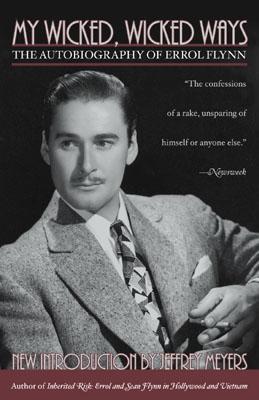 MY WICKED, WICKED WAYS
THE AUTOBIOGRAPHY OF ERROL FLYNN
“The confessions
of a rake, unsparing of
himself or anyone else.”
—Newsweek
NEW INTRODUCTION BY JEFFREY MEYERS
Author of Inherited Risk: Errol and Sean Flynn in Hollywood and Vietnam